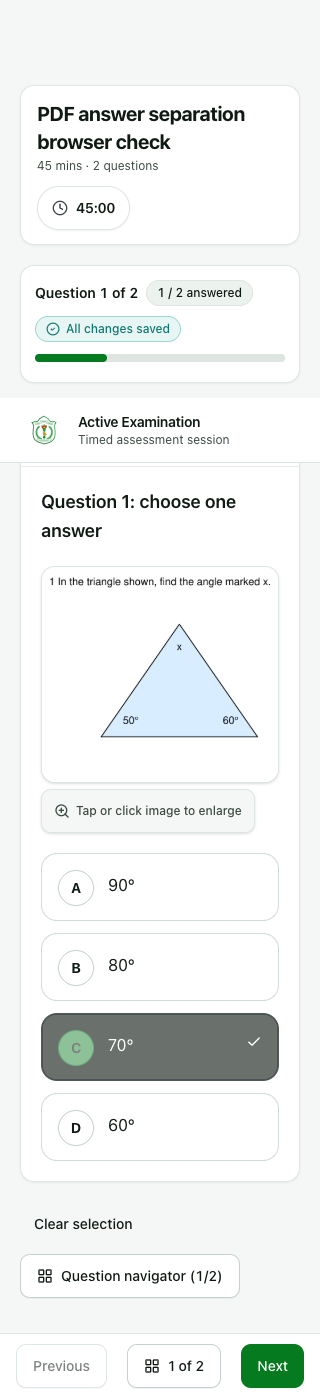 PDF answer separation
browser check
45 mins · 2 questions
45:00
Question 1 of 2
1 / 2 answered
All changes saved
Active Examination
Timed assessment session
Question 1: choose one
answer
1 In the triangle shown, find the angle marked x.
x
50°
60°
Tap or click image to enlarge
A
90°
B
80°
C
70°
D
60°
Clear selection
Question navigator (1/2)
Previous
1 of 2
Next